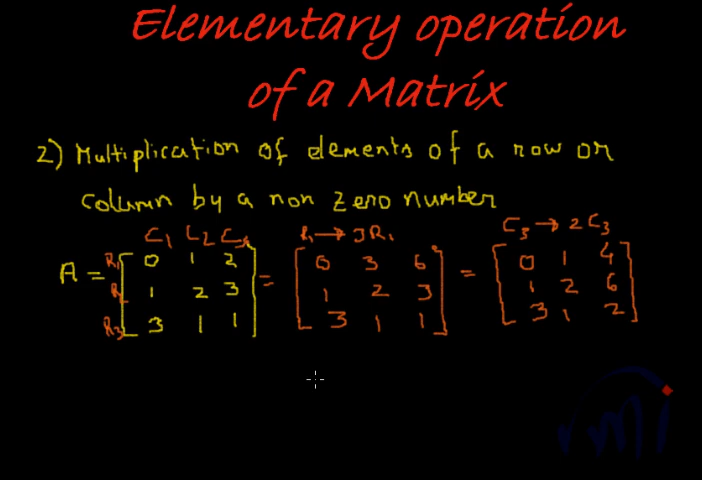 Elementary operation
of a Matrix
2) Multiplication of elements of a row or
column by a non zero number
C1 C2 C3 R1 → 3R1 C3 → 2C3
A = R1 [ 0 1 2 ] = [ 0 3 6 ] = [ 0 1 4 ]
R2 [ 1 2 3 ] [ 1 2 3 ] [ 1 2 6 ]
R3 [ 3 1 1 ] [ 3 1 1 ] [ 3 1 2 ]
rmi